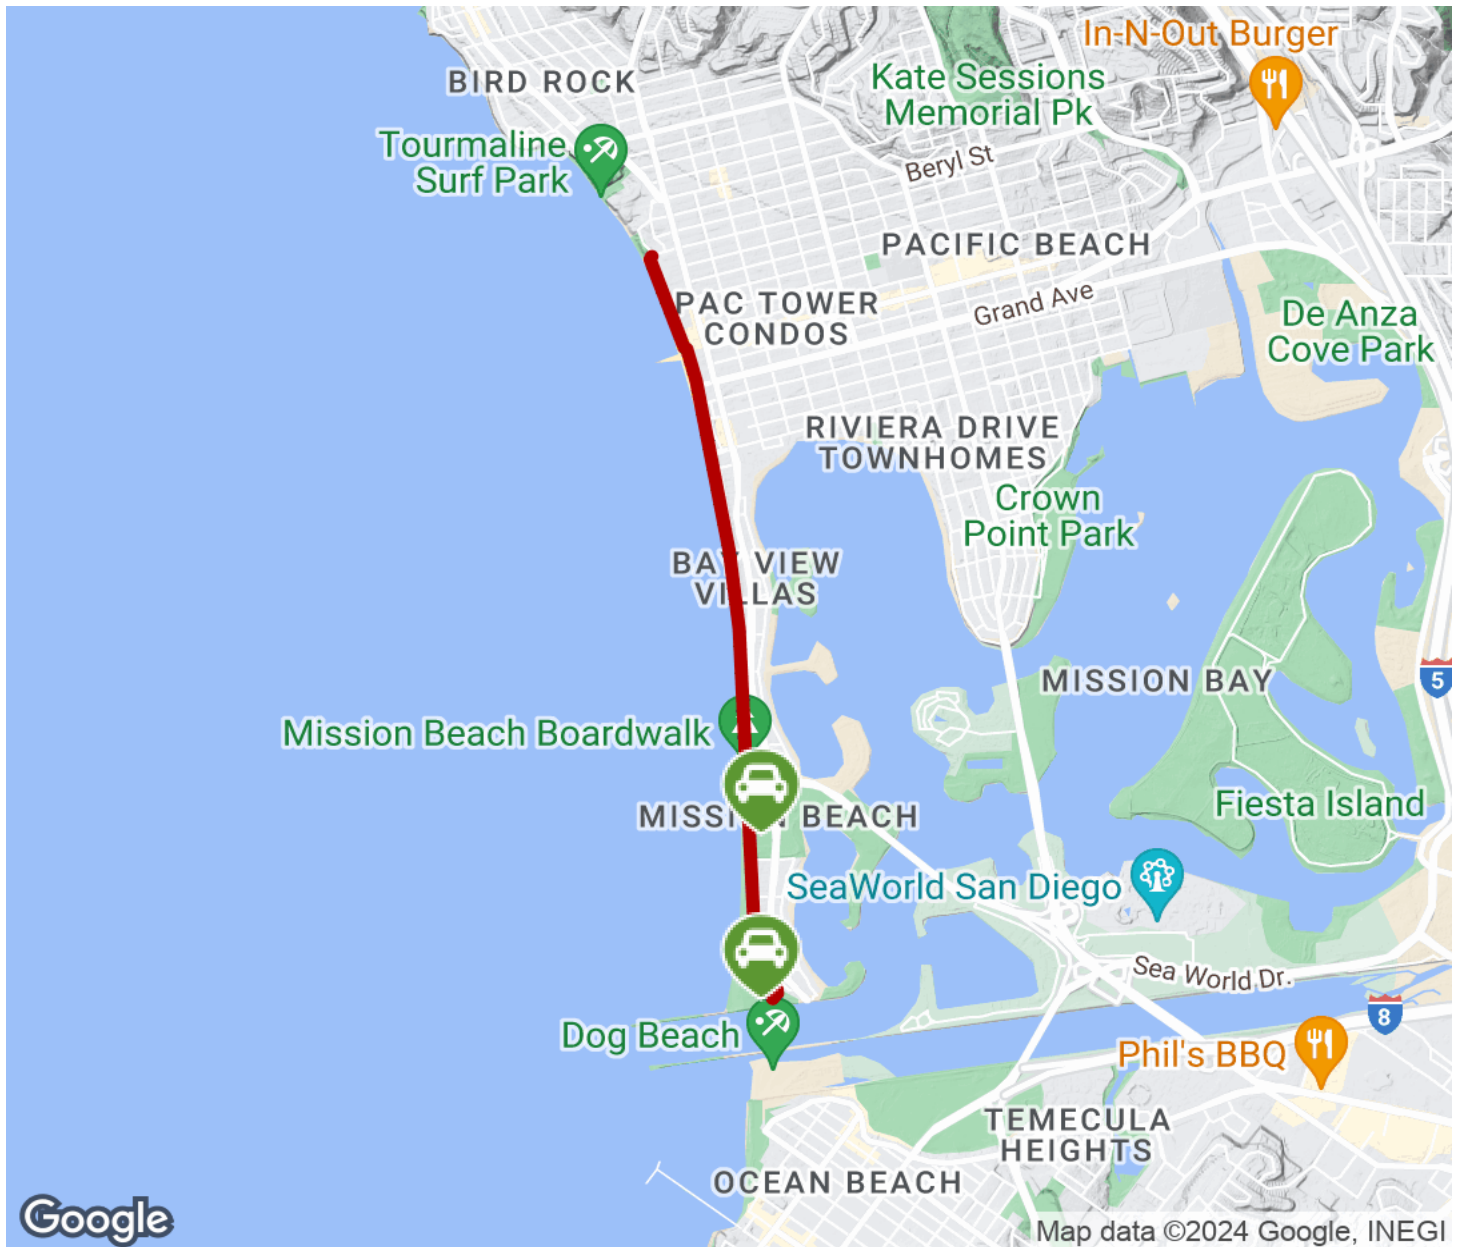 In-N-Out Burger
BIRD ROCK
Kate Sessions
Memorial Pk
Tourmaline
Surf Park
Beryl St
PACIFIC BEACH
PAC TOWER
CONDOS
Grand Ave
De Anza
Cove Park
RIVIERA DRIVE
TOWNHOMES
Crown
Point Park
BAY VIEW
VILLAS
MISSION BAY
5
Mission Beach Boardwalk
MISSION BEACH
Fiesta Island
SeaWorld San Diego
Sea World Dr.
8
Dog Beach
Phil's BBQ
TEMECULA
HEIGHTS
OCEAN BEACH
Google
Map data ©2024 Google, INEGI